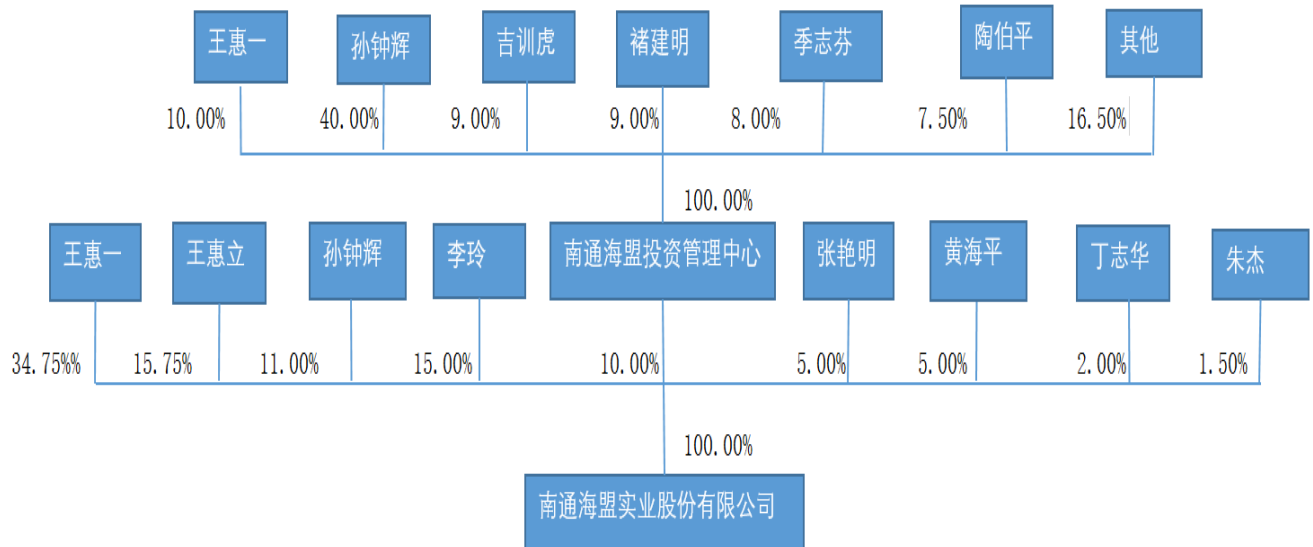 王惠一
孙钟辉
吉训虎
褚建明
季志芬
陶伯平
其他
10.00%
40.00%
9.00%
9.00%
8.00%
7.50%
16.50%
100.00%
王惠一
王惠立
孙钟辉
李玲
南通海盟投资管理中心
张艳明
黄海平
丁志华
朱杰
34.75%%
15.75%
11.00%
15.00%
10.00%
5.00%
5.00%
2.00%
1.50%
100.00%
南通海盟实业股份有限公司